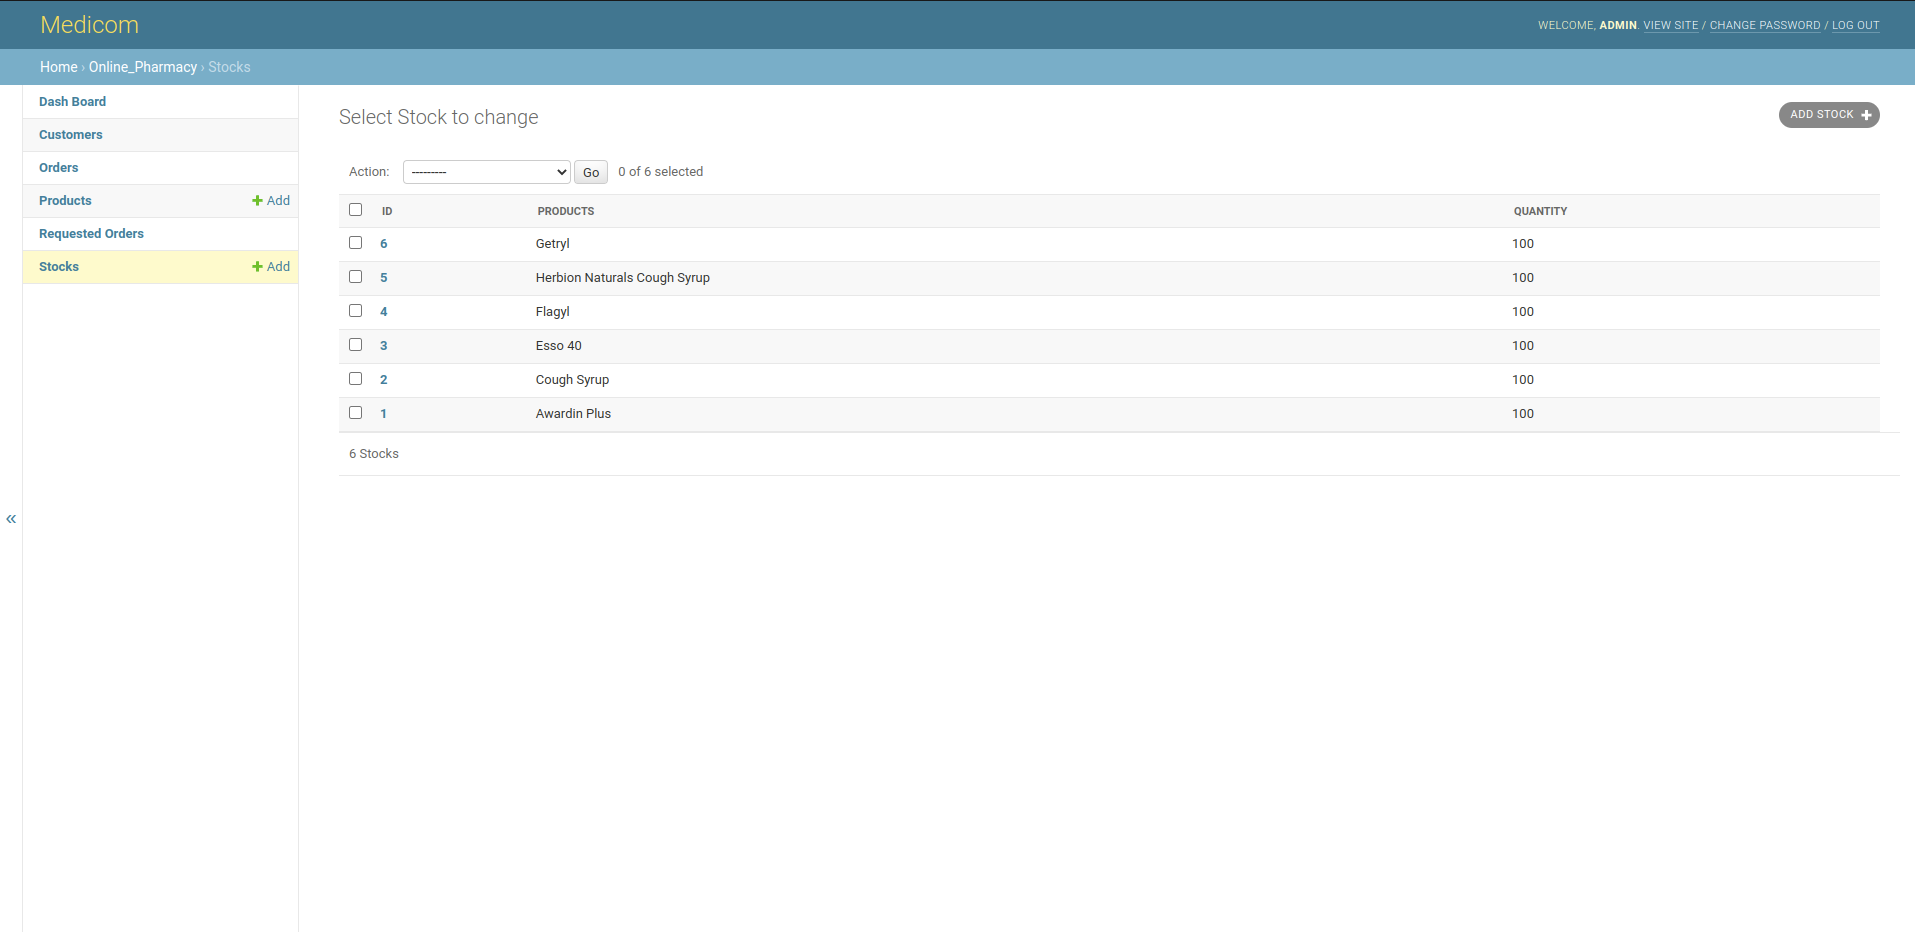 Medicom
WELCOME, ADMIN. VIEW SITE / CHANGE PASSWORD / LOG OUT
Home › Online_Pharmacy › Stocks
Dash Board
Customers
Orders
Products + Add
Requested Orders
Stocks + Add
«
Select Stock to change
ADD STOCK +
Action: --------- Go 0 of 6 selected
ID PRODUCTS QUANTITY
6 Getryl 100
5 Herbion Naturals Cough Syrup 100
4 Flagyl 100
3 Esso 40 100
2 Cough Syrup 100
1 Awardin Plus 100
6 Stocks